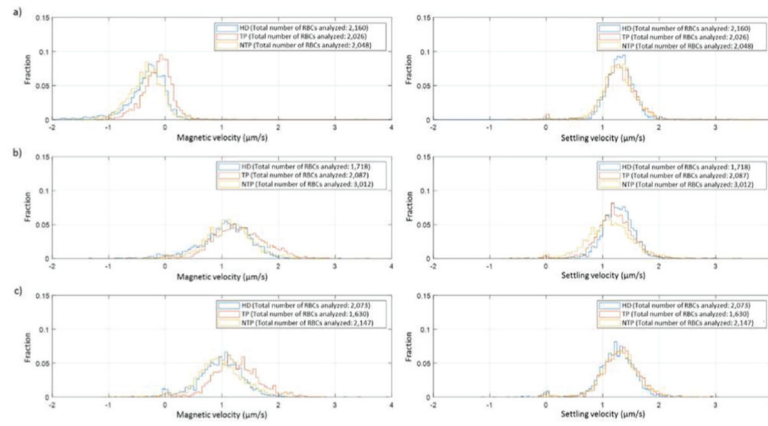 a)
0.15
0.1
0.05
0
Fraction
HD (Total number of RBCs analyzed: 2,160)
TP (Total number of RBCs analyzed: 2,026)
NTP (Total number of RBCs analyzed: 2,048)
-2 -1 0 1 2 3 4
Magnetic velocity (µm/s)
0.15
0.1
0.05
0
Fraction
HD (Total number of RBCs analyzed: 2,160)
TP (Total number of RBCs analyzed: 2,026)
NTP (Total number of RBCs analyzed: 2,048)
-2 -1 0 1 2 3
Settling velocity (µm/s)
b)
0.15
0.1
0.05
0
Fraction
HD (Total number of RBCs analyzed: 1,718)
TP (Total number of RBCs analyzed: 2,087)
NTP (Total number of RBCs analyzed: 3,012)
-2 -1 0 1 2 3 4
Magnetic velocity (µm/s)
0.15
0.1
0.05
0
Fraction
HD (Total number of RBCs analyzed: 1,718)
TP (Total number of RBCs analyzed: 2,087)
NTP (Total number of RBCs analyzed: 3,012)
-2 -1 0 1 2 3
Settling velocity (µm/s)
c)
0.15
0.1
0.05
0
Fraction
HD (Total number of RBCs analyzed: 2,073)
TP (Total number of RBCs analyzed: 1,630)
NTP (Total number of RBCs analyzed: 2,147)
-2 -1 0 1 2 3 4
Magnetic velocity (µm/s)
0.15
0.1
0.05
0
Fraction
HD (Total number of RBCs analyzed: 2,073)
TP (Total number of RBCs analyzed: 1,630)
NTP (Total number of RBCs analyzed: 2,147)
-2 -1 0 1 2 3
Settling velocity (µm/s)